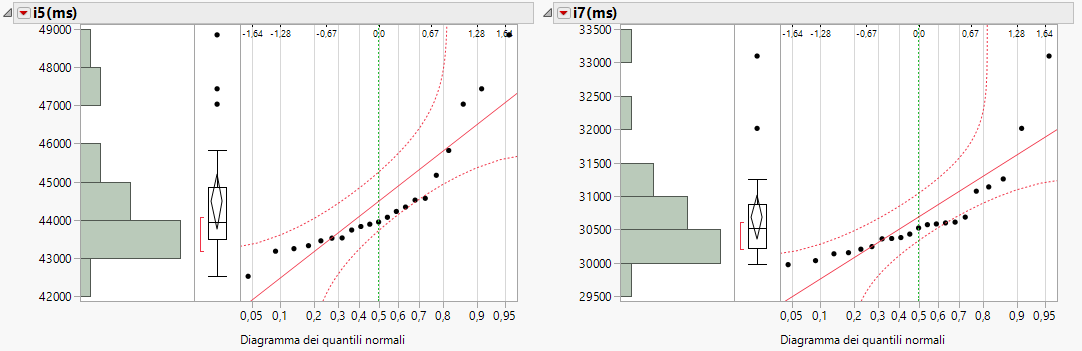 i5(ms)
49000
48000
47000
46000
45000
44000
43000
42000
-1,64 -1,28 -0,67 0,0 0,67 1,28 1,64
0,05 0,1 0,2 0,3 0,4 0,5 0,6 0,7 0,8 0,9 0,95
Diagramma dei quantili normali
i7(ms)
33500
33000
32500
32000
31500
31000
30500
30000
29500
-1,64 -1,28 -0,67 0,0 0,67 1,28 1,64
0,05 0,1 0,2 0,3 0,4 0,5 0,6 0,7 0,8 0,9 0,95
Diagramma dei quantili normali